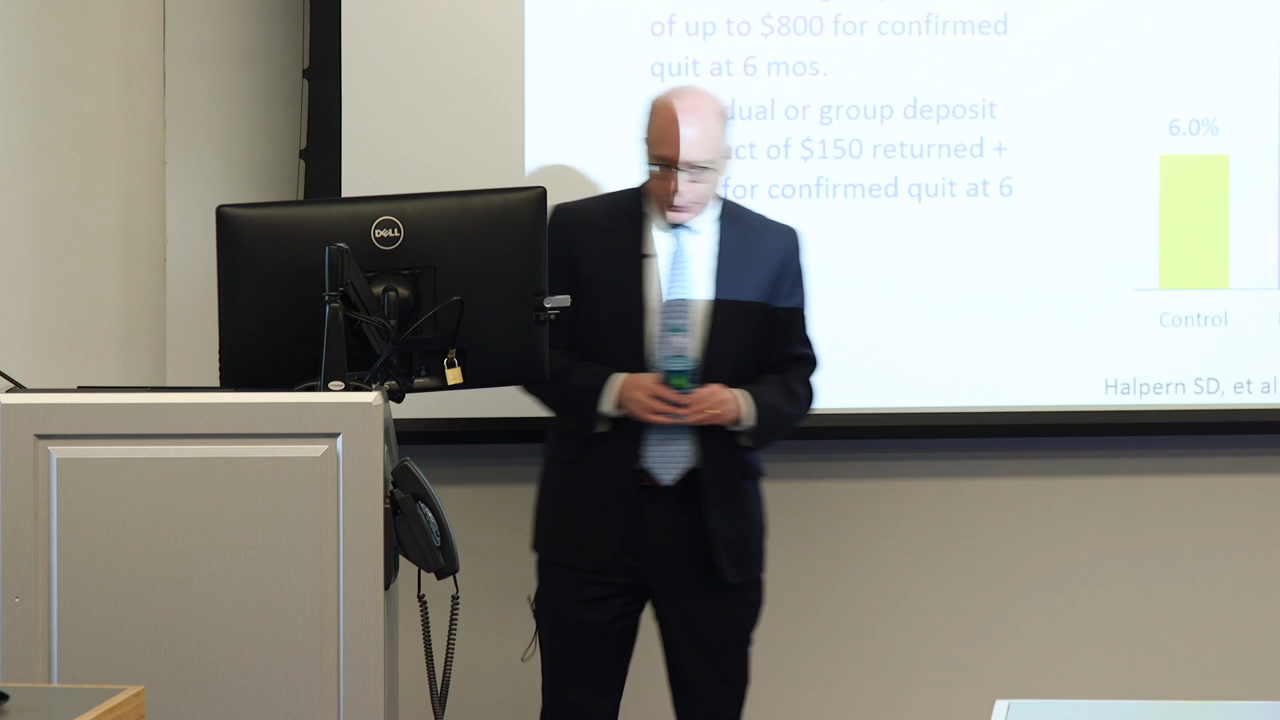 of up to $800 for confirmed
quit at 6 mos.
dual or group deposit
ct of $150 returned +
for confirmed quit at 6
6.0%
Control
Halpern SD, et al
DELL